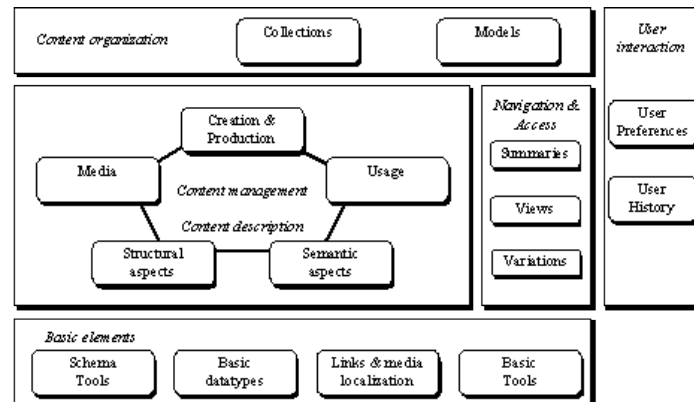 Content organization
Collections
Models
User
interaction
Creation &
Production
Media
Usage
Content management
Content description
Structural
aspects
Semantic
aspects
Navigation &
Access
Summaries
Views
Variations
User
Preferences
User
History
Basic elements
Schema
Tools
Basic
datatypes
Links & media
localization
Basic
Tools